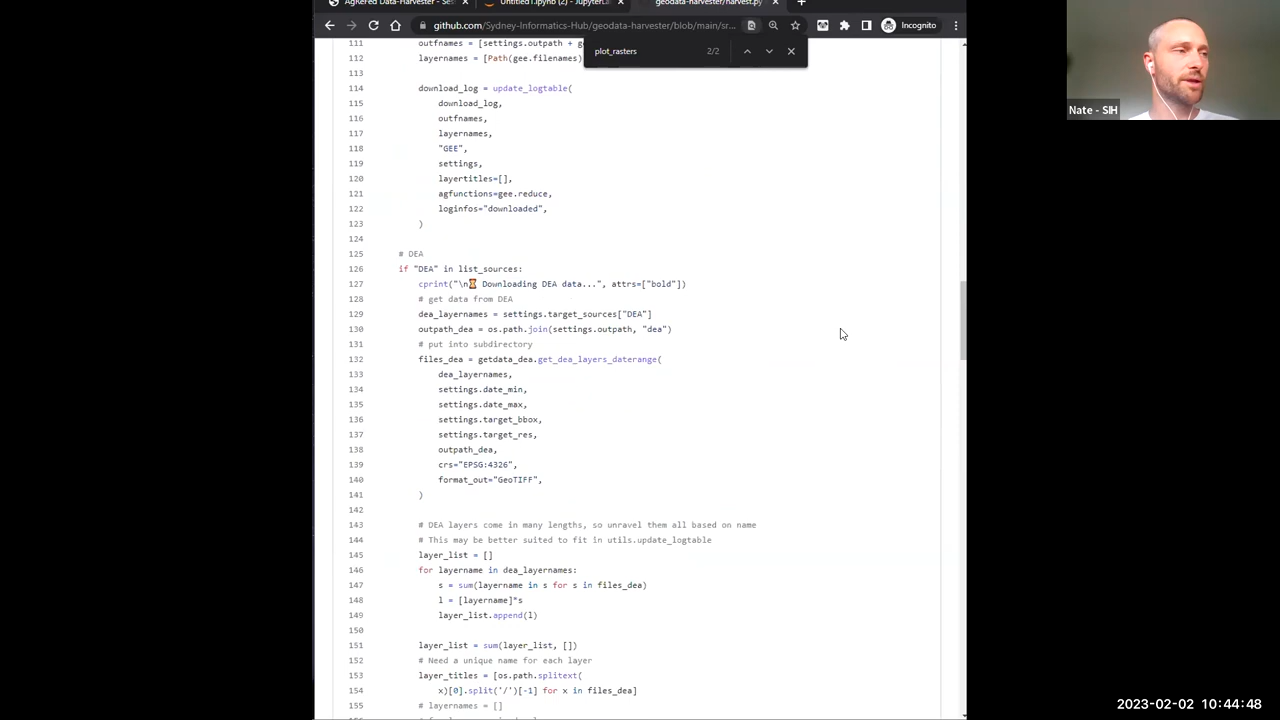 AgReFed Data-Harvester - Ses
Untitled1.ipynb (2) - JupyterLa
geodata-harvester/harvest.py
github.com/Sydney-Informatics-Hub/geodata-harvester/blob/main/sr...
Incognito
plot_rasters 2/2
111 outfnames = [settings.outpath + ge
112 layernames = [Path(gee.filenames)
113
114 download_log = update_logtable(
115 download_log,
116 outfnames,
117 layernames,
118 "GEE",
119 settings,
120 layertitles=[],
121 agfunctions=gee.reduce,
122 loginfos="downloaded",
123 )
124
125 # DEA
126 if "DEA" in list_sources:
127 cprint("\n⌛ Downloading DEA data...", attrs=["bold"])
128 # get data from DEA
129 dea_layernames = settings.target_sources["DEA"]
130 outpath_dea = os.path.join(settings.outpath, "dea")
131 # put into subdirectory
132 files_dea = getdata_dea.get_dea_layers_daterange(
133 dea_layernames,
134 settings.date_min,
135 settings.date_max,
136 settings.target_bbox,
137 settings.target_res,
138 outpath_dea,
139 crs="EPSG:4326",
140 format_out="GeoTIFF",
141 )
142
143 # DEA layers come in many lengths, so unravel them all based on name
144 # This may be better suited to fit in utils.update_logtable
145 layer_list = []
146 for layername in dea_layernames:
147 s = sum(layername in s for s in files_dea)
148 l = [layername]*s
149 layer_list.append(l)
150
151 layer_list = sum(layer_list, [])
152 # Need a unique name for each layer
153 layer_titles = [os.path.splitext(
154 x)[0].split('/')[-1] for x in files_dea]
155 # layernames = []
Nate - SIH
2023-02-02 10:44:48